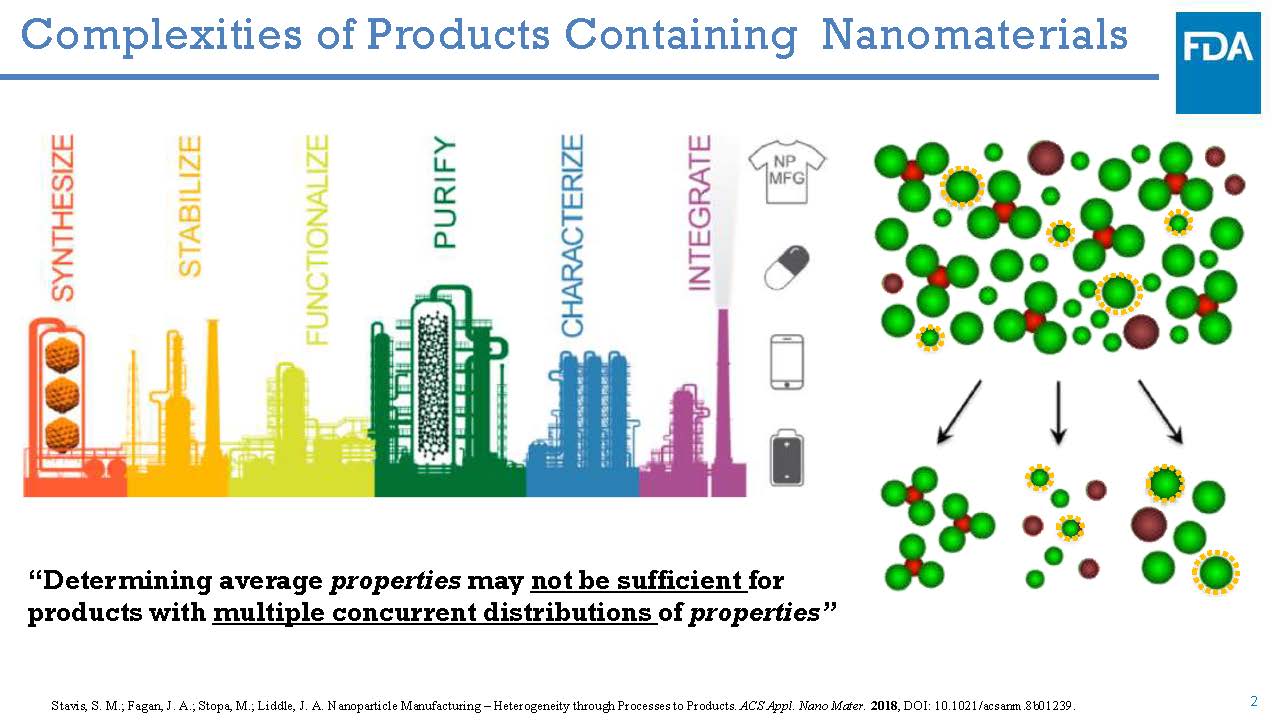 Complexities of Products Containing Nanomaterials
FDA
SYNTHESIZE
STABILIZE
FUNCTIONALIZE
PURIFY
CHARACTERIZE
INTEGRATE
NP
MFG
“Determining average properties may not be sufficient for
products with multiple concurrent distributions of properties”
Stavis, S. M.; Fagan, J. A.; Stopa, M.; Liddle, J. A. Nanoparticle Manufacturing – Heterogeneity through Processes to Products. ACS Appl. Nano Mater. 2018, DOI: 10.1021/acsanm.8b01239.
2